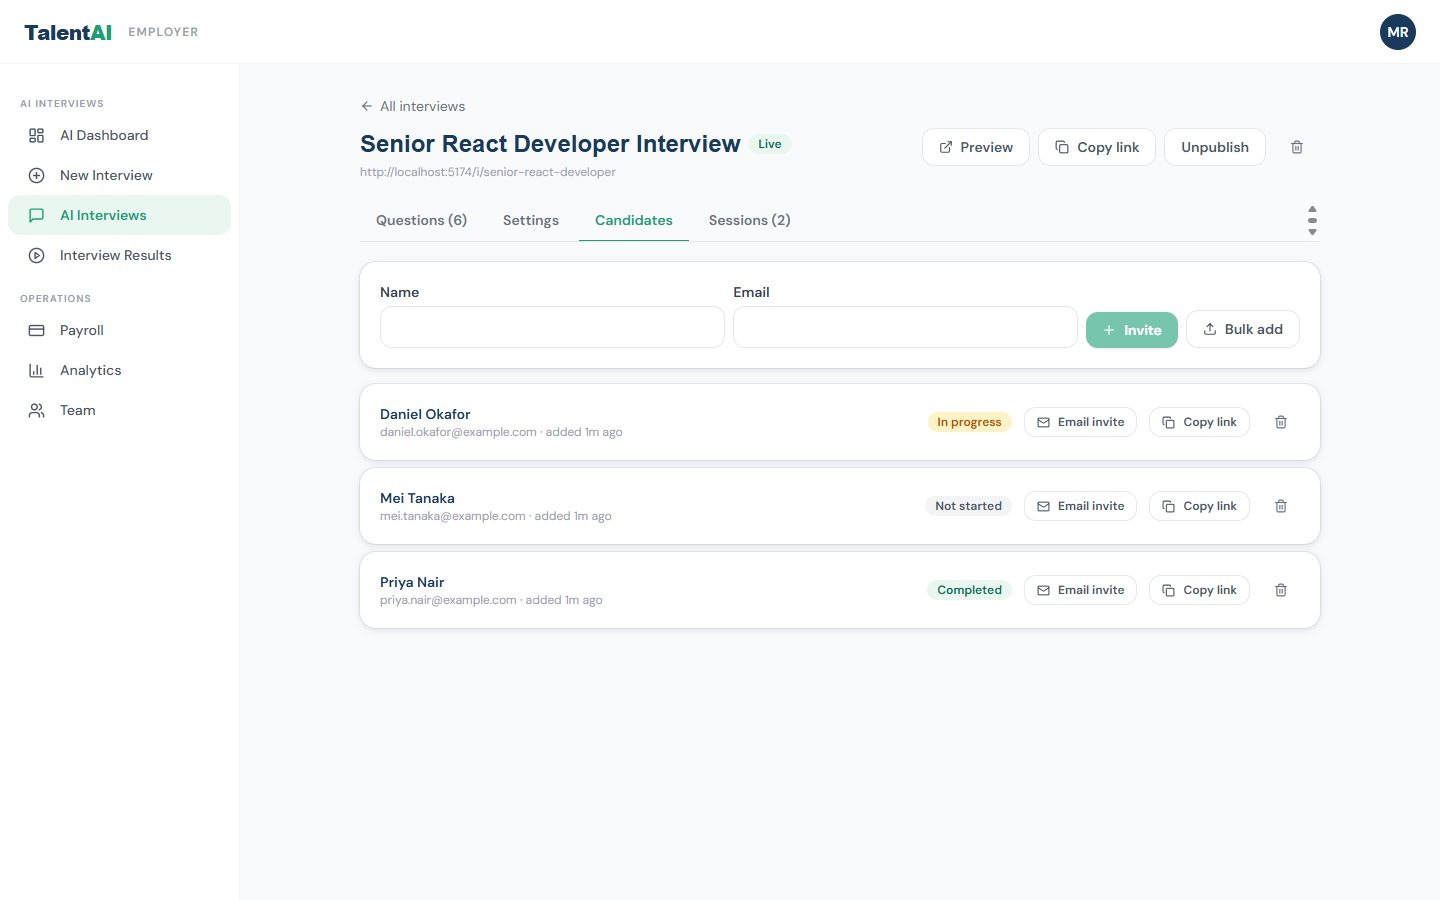 TalentAI EMPLOYER
MR
AI INTERVIEWS
AI Dashboard
New Interview
AI Interviews
Interview Results
OPERATIONS
Payroll
Analytics
Team
All interviews
Senior React Developer Interview Live
http://localhost:5174/i/senior-react-developer
Preview Copy link Unpublish
Questions (6) Settings Candidates Sessions (2)
Name Email
Invite Bulk add
Daniel Okafor
daniel.okafor@example.com · added 1m ago
In progress Email invite Copy link
Mei Tanaka
mei.tanaka@example.com · added 1m ago
Not started Email invite Copy link
Priya Nair
priya.nair@example.com · added 1m ago
Completed Email invite Copy link